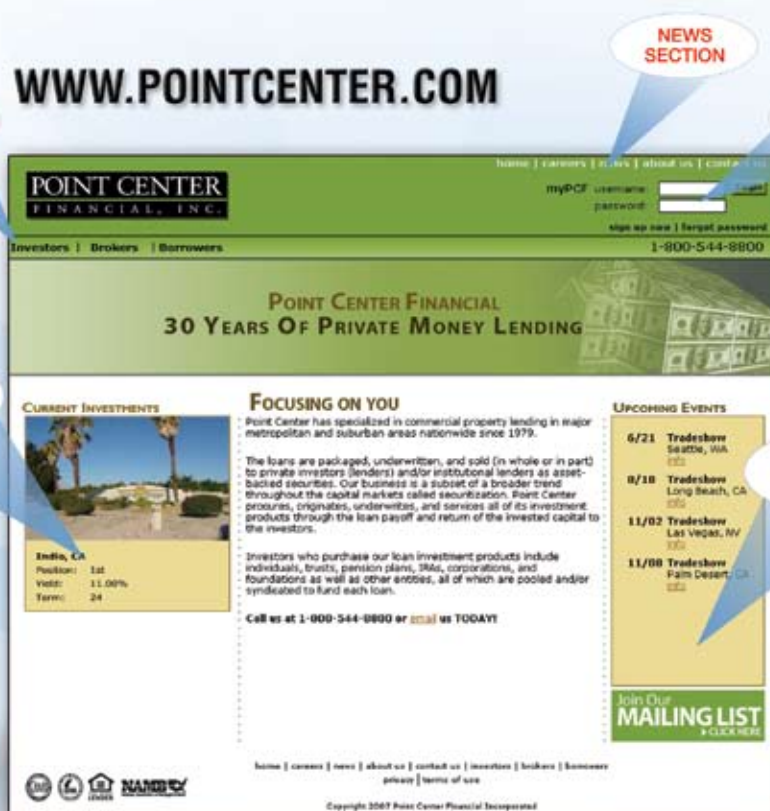 NEWS
SECTION
WWW.POINTCENTER.COM
home | careers | news | about us | contact us
POINT CENTER
FINANCIAL, INC.
myPCF username:
password:
sign up now | forgot password
Investors | Brokers | Borrowers
1-800-544-8800
POINT CENTER FINANCIAL
30 YEARS OF PRIVATE MONEY LENDING
CURRENT INVESTMENTS
Indio, CA
Position: 1st
Yield: 11.00%
Term: 24
FOCUSING ON YOU
Point Center has specialized in commercial property lending in major
metropolitan and suburban areas nationwide since 1979.
The loans are packaged, underwritten, and sold (in whole or in part)
to private investors (lenders) and/or institutional lenders as asset-
backed securities. Our business is a subset of a broader trend
throughout the capital markets called securitization. Point Center
procures, originates, underwrites, and services all of its investment
products through the loan payoff and return of the invested capital to
the investors.
Investors who purchase our loan investment products include
individuals, trusts, pension plans, IRAs, corporations, and
foundations as well as other entities, all of which are pooled and/or
syndicated to fund each loan.
Call us at 1-800-544-8800 or email us TODAY!
UPCOMING EVENTS
6/21 Tradeshow
Seattle, WA
info
8/18 Tradeshow
Long Beach, CA
info
11/02 Tradeshow
Las Vegas, NV
info
11/08 Tradeshow
Palm Desert, CA
info
Join Our
MAILING LIST
CLICK HERE
home | careers | news | about us | contact us | investors | brokers | borrowers
privacy | terms of use
LENDER
NAMB
Copyright 2007 Point Center Financial Incorporated